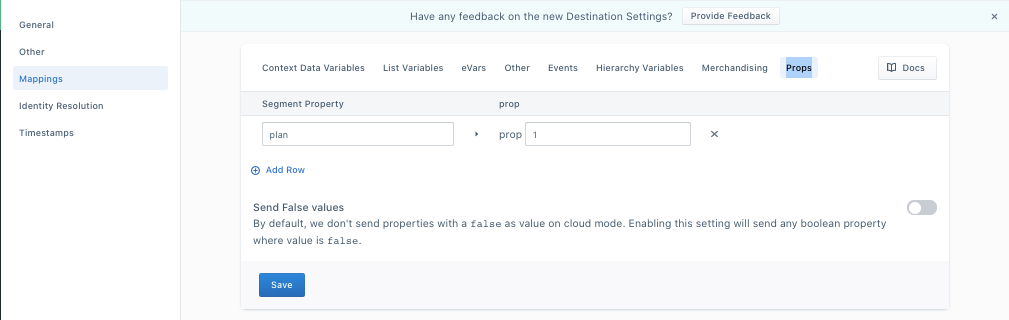 Have any feedback on the new Destination Settings? Provide Feedback
General
Other
Mappings
Identity Resolution
Timestamps
Context Data Variables List Variables eVars Other Events Hierarchy Variables Merchandising Props Docs
Segment Property prop
plan prop 1
Add Row
Send False values
By default, we don't send properties with a false as value on cloud mode. Enabling this setting will send any boolean property
where value is false.
Save